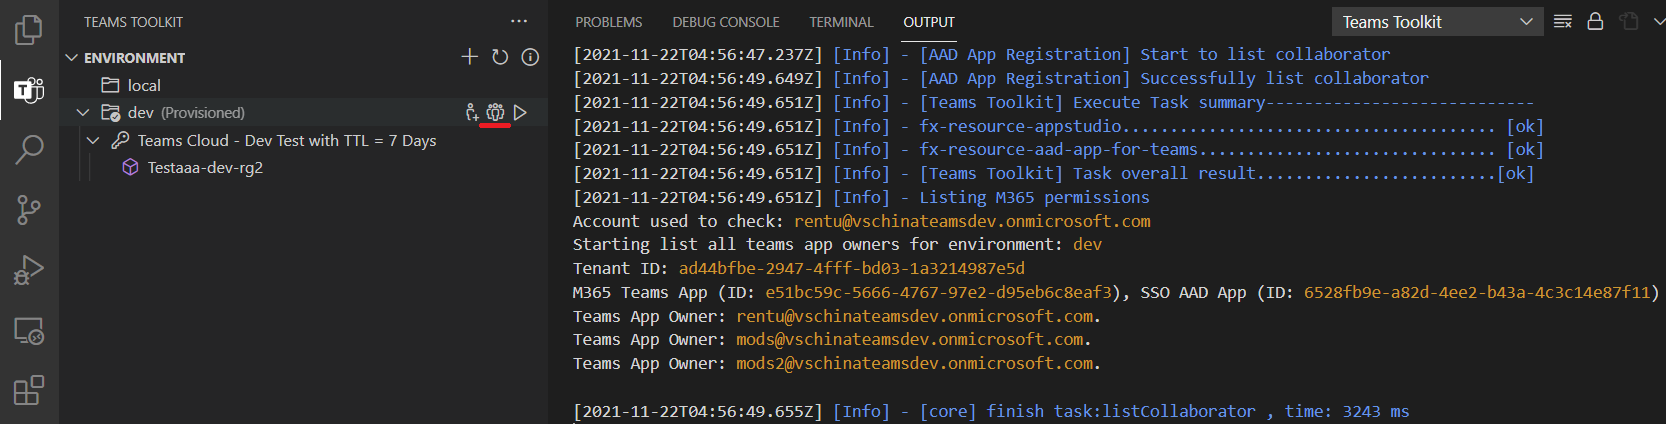 TEAMS TOOLKIT
ENVIRONMENT
local
dev (Provisioned)
Teams Cloud - Dev Test with TTL = 7 Days
Testaaa-dev-rg2
PROBLEMS DEBUG CONSOLE TERMINAL OUTPUT Teams Toolkit
[2021-11-22T04:56:47.237Z] [Info] - [AAD App Registration] Start to list collaborator
[2021-11-22T04:56:49.649Z] [Info] - [AAD App Registration] Successfully list collaborator
[2021-11-22T04:56:49.651Z] [Info] - [Teams Toolkit] Execute Task summary----------------------------
[2021-11-22T04:56:49.651Z] [Info] - fx-resource-appstudio....................................... [ok]
[2021-11-22T04:56:49.651Z] [Info] - fx-resource-aad-app-for-teams............................... [ok]
[2021-11-22T04:56:49.651Z] [Info] - [Teams Toolkit] Task overall result.........................[ok]
[2021-11-22T04:56:49.651Z] [Info] - Listing M365 permissions
Account used to check: rentu@vschinateamsdev.onmicrosoft.com
Starting list all teams app owners for environment: dev
Tenant ID: ad44bfbe-2947-4fff-bd03-1a3214987e5d
M365 Teams App (ID: e51bc59c-5666-4767-97e2-d95eb6c8eaf3), SSO AAD App (ID: 6528fb9e-a82d-4ee2-b43a-4c3c14e87f11)
Teams App Owner: rentu@vschinateamsdev.onmicrosoft.com.
Teams App Owner: mods@vschinateamsdev.onmicrosoft.com.
Teams App Owner: mods2@vschinateamsdev.onmicrosoft.com.
[2021-11-22T04:56:49.655Z] [Info] - [core] finish task:listCollaborator , time: 3243 ms